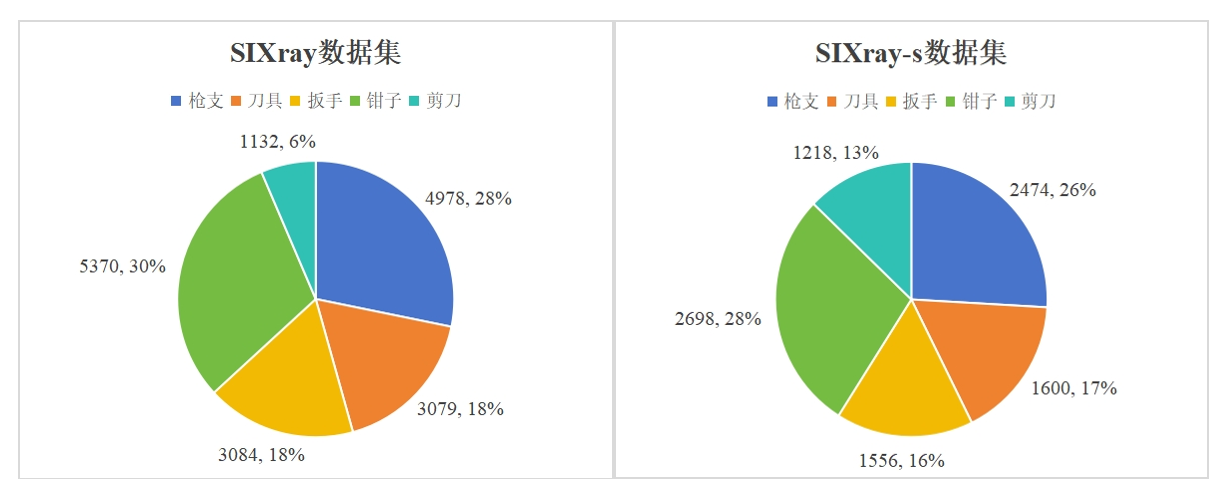 SIXray数据集
枪支 刀具 扳手 钳子 剪刀
1132, 6%
4978, 28%
5370, 30%
3079, 18%
3084, 18%
SIXray-s数据集
枪支 刀具 扳手 钳子 剪刀
1218, 13%
2474, 26%
2698, 28%
1600, 17%
1556, 16%